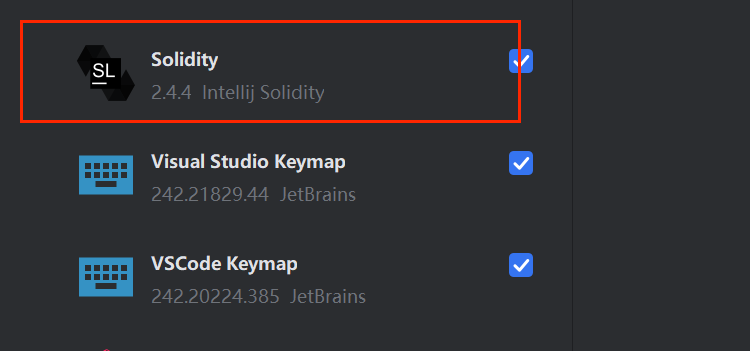 SL
Solidity
2.4.4 Intellij Solidity
Visual Studio Keymap
242.21829.44 JetBrains
VSCode Keymap
242.20224.385 JetBrains